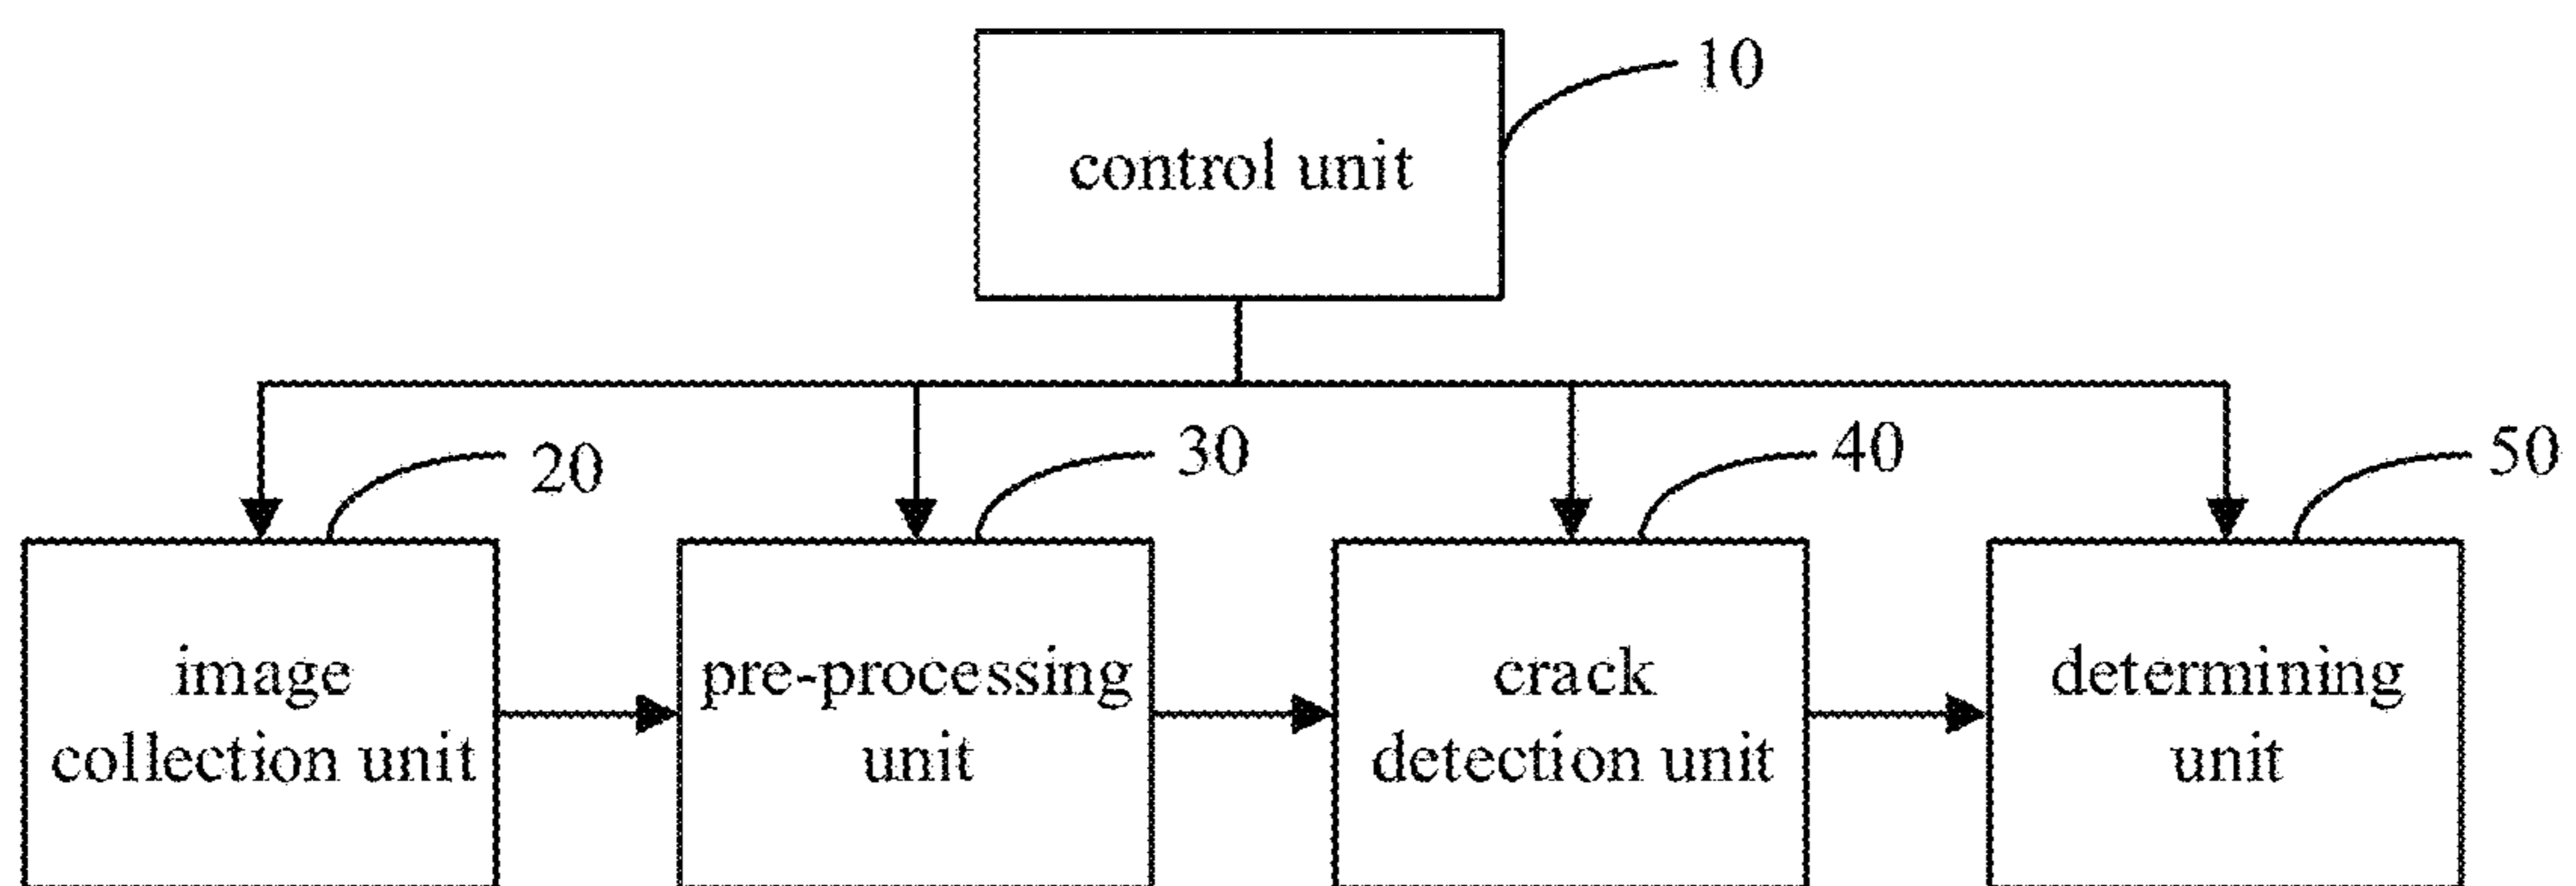 10
control unit
20
30
40
50
image
collection unit
pre-processing
unit
crack
detection unit
determining
unit